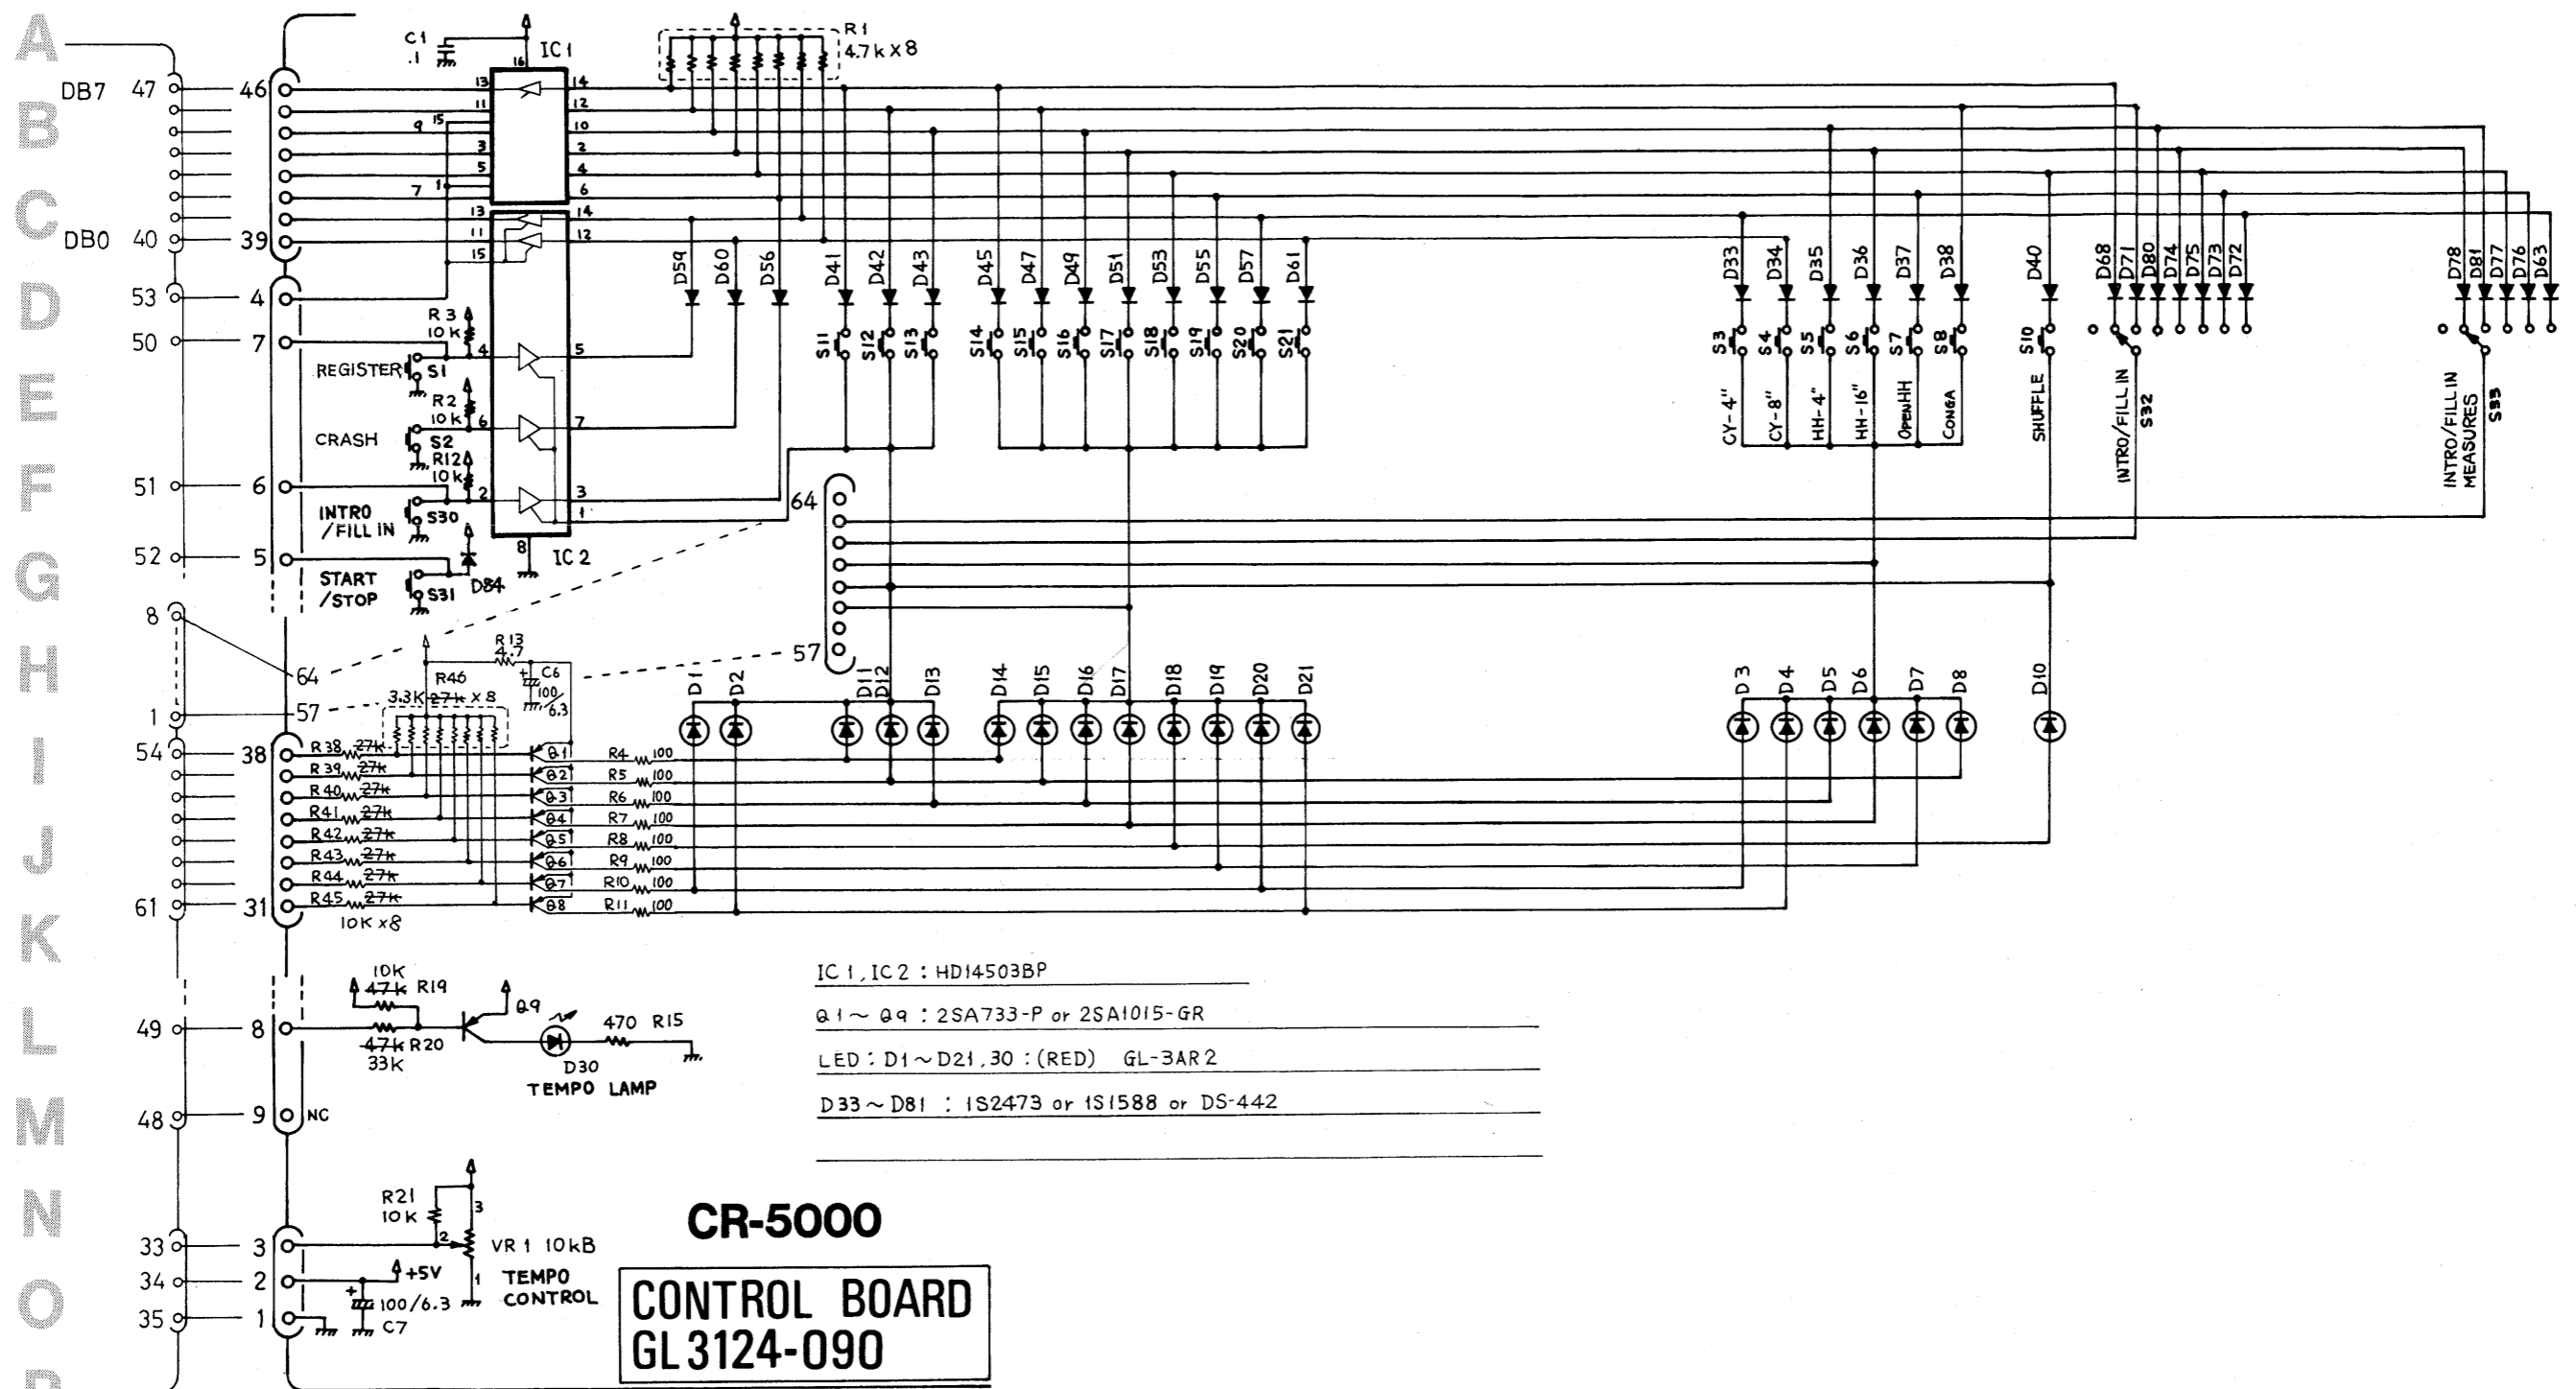 A
B
C
D
E
F
G
H
I
J
K
L
M
N
O
P
DB7 47 46
DB0 40 39
53 4
50 7
51 6
52 5
8
64
57
1
54 38
61 31
49 8
48 9 NC
33 3
34 2
35 1
C1
.1
16
IC1
13 14
11 12
15
9 10
3 2
5 4
1
7 6
13 14
11 12
15
R1
4.7k X 8
R3
10k
4 5
REGISTER S1
R2
10k
6 7
CRASH S2
R12
10k
2 3
1
INTRO
/FILL IN S30
8
IC 2
START
/STOP S31 D84
D59 D60 D56 D41 D42 D43 D45 D47 D49 D51 D53 D55 D57 D61
S11 S12 S13 S14 S15 S16 S17 S18 S19 S20 S21
D33 D34 D35 D36 D37 D38 D40 D68 D71 D80 D74 D75 D73 D72
D78 D81 D77 D76 D63
S3 S4 S5 S6 S7 S8 S10
CY-4"
CY-8"
HH-4"
HH-16"
OPENHH
CONGA
SHUFFLE
INTRO/FILL IN
S32
INTRO/FILL IN
MEASURES
S33
64
57
R13
4.7
C6
+
100/
6.3
R46
3.3K 27k x 8
D1 D2 D11 D12 D13 D14 D15 D16 D17 D18 D19 D20 D21
D3 D4 D5 D6 D7 D8 D10
R38 27k Q1 R4 100
R39 27k Q2 R5 100
R40 27k Q3 R6 100
R41 27k Q4 R7 100
R42 27k Q5 R8 100
R43 27k Q6 R9 100
R44 27k Q7 R10 100
R45 27k Q8 R11 100
10K x8
10K
47k R19
47k R20
33K
Q9
470 R15
D30
TEMPO LAMP
IC 1, IC 2 : HD14503BP
Q1～Q9 : 2SA733-P or 2SA1015-GR
LED : D1～D21, 30 : (RED) GL-3AR2
D33～D81 : 1S2473 or 1S1588 or DS-442
R21
10K
3
2
1
VR 1 10kB
TEMPO
CONTROL
+5V
+
100/6.3
C7
CR-5000
CONTROL BOARD
GL3124-090